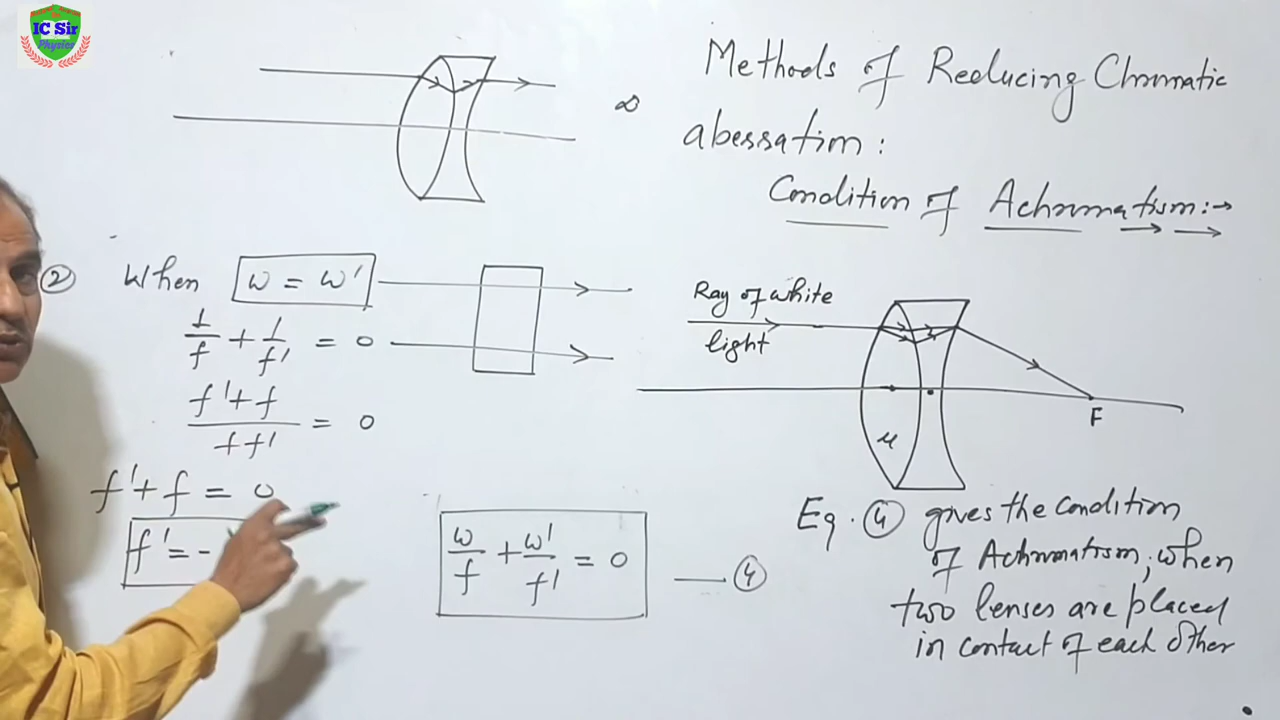 IC Sir
Physics
Methods of Reducing Chromatic
abessation:
Condition of Achromatism:→
∞
② When ω = ω'
1/f + 1/f' = 0
f'+f / ff' = 0
f'+ f = 0
f' = -
Ray of white
light
μ
F
ω/f + ω'/f' = 0 — ④
Eq. ④ gives the condition
of Achromatism, when
two lenses are placed
in contact of each other